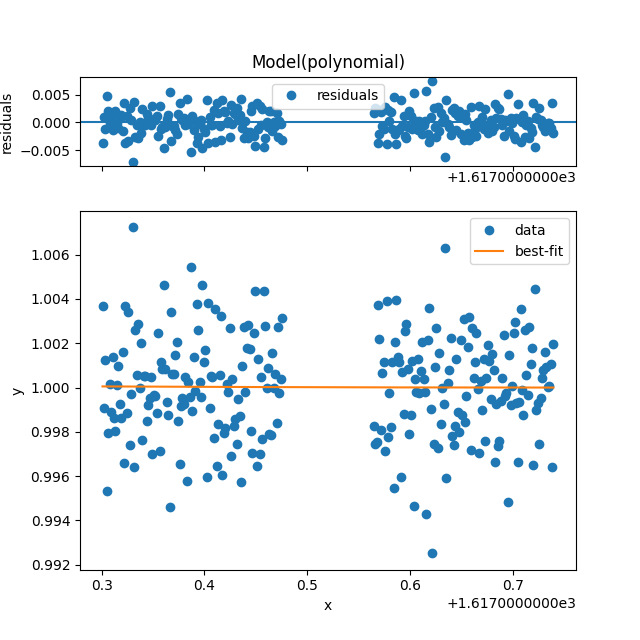 Model(polynomial)
residuals
0.005
0.000
−0.005
residuals
+1.6170000000e3
data
best-fit
1.006
1.004
1.002
1.000
0.998
0.996
0.994
0.992
y
0.3 0.4 0.5 0.6 0.7
x
+1.6170000000e3